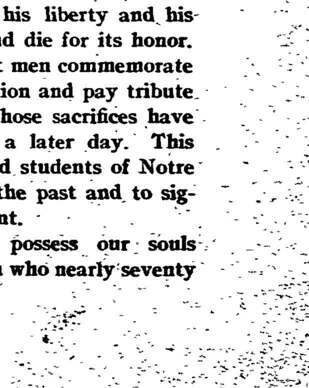 his liberty and his
d die for its honor.
t men commemorate
tion and pay tribute
hose sacrifices have
a later day. This
d students of Notre
the past and to sig-
nt.
possess our souls
who nearly seventy